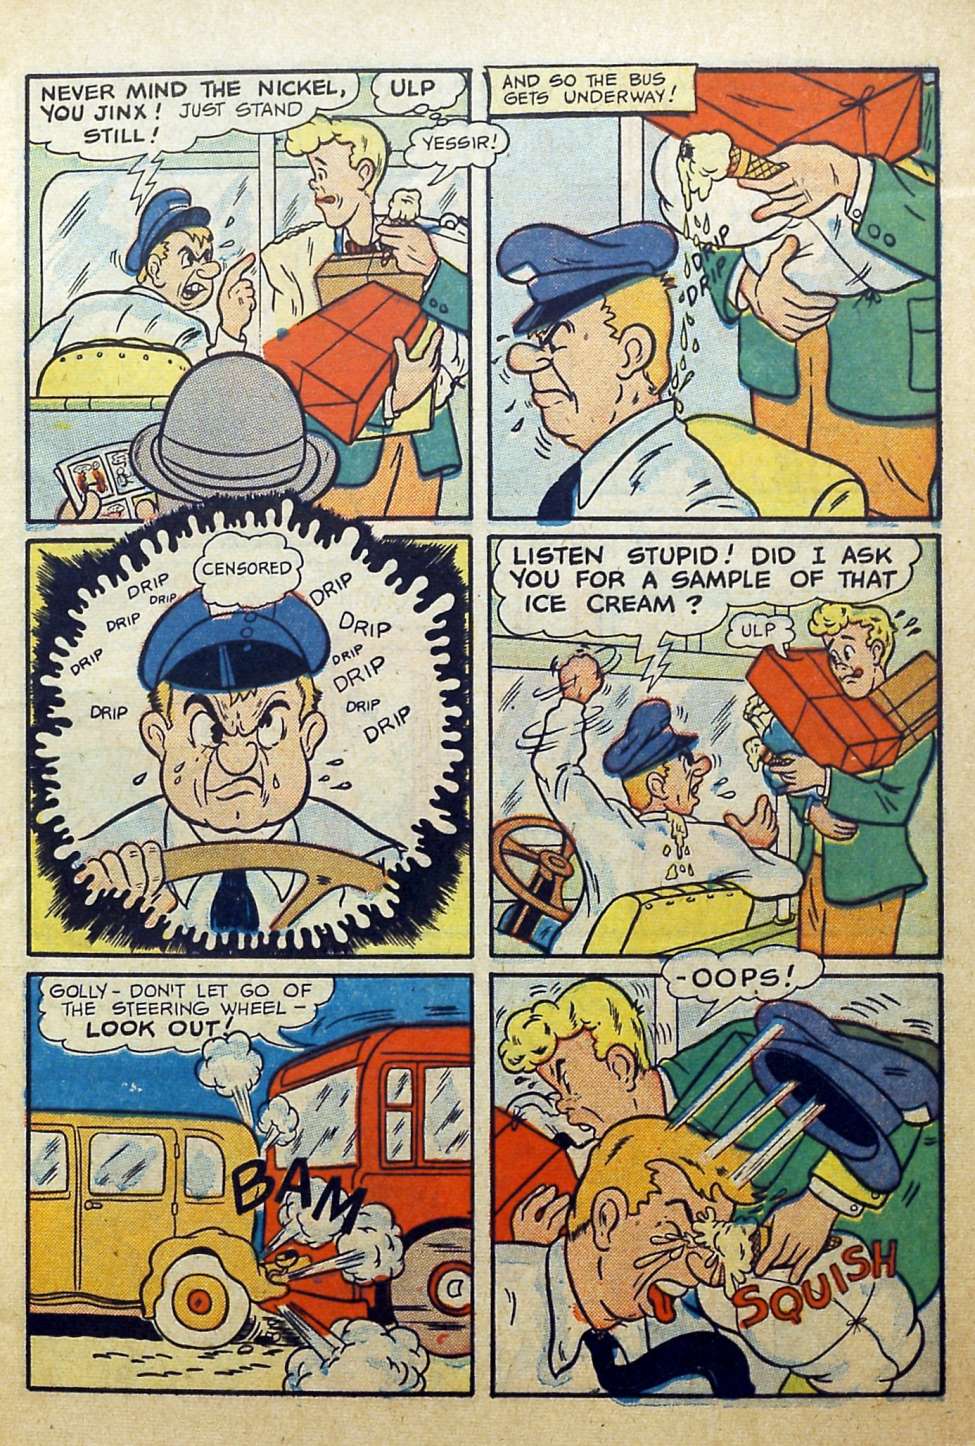 NEVER MIND THE NICKEL,
YOU JINX! JUST STAND
STILL!
ULP
YESSIR!
AND SO THE BUS
GETS UNDERWAY!
DRIP
DRIP
CENSORED
DRIP
DRIP
DRIP
DRIP
DRIP
DRIP
DRIP
DRIP
DRIP
DRIP
DRIP
LISTEN STUPID! DID I ASK
YOU FOR A SAMPLE OF THAT
ICE CREAM?
ULP
GOLLY - DON'T LET GO OF
THE STEERING WHEEL -
LOOK OUT!
BAM
-OOPS!
SQUISH